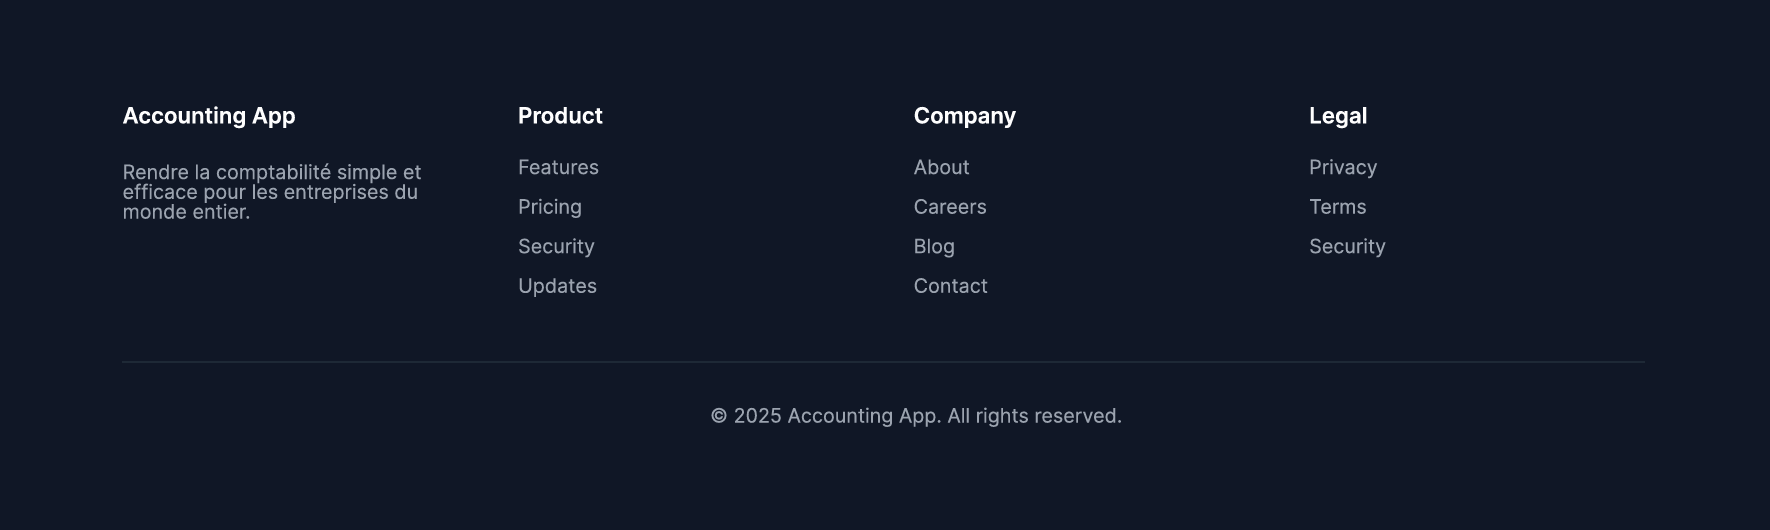 Accounting App
Rendre la comptabilité simple et
efficace pour les entreprises du
monde entier.
Product
Features
Pricing
Security
Updates
Company
About
Careers
Blog
Contact
Legal
Privacy
Terms
Security
© 2025 Accounting App. All rights reserved.